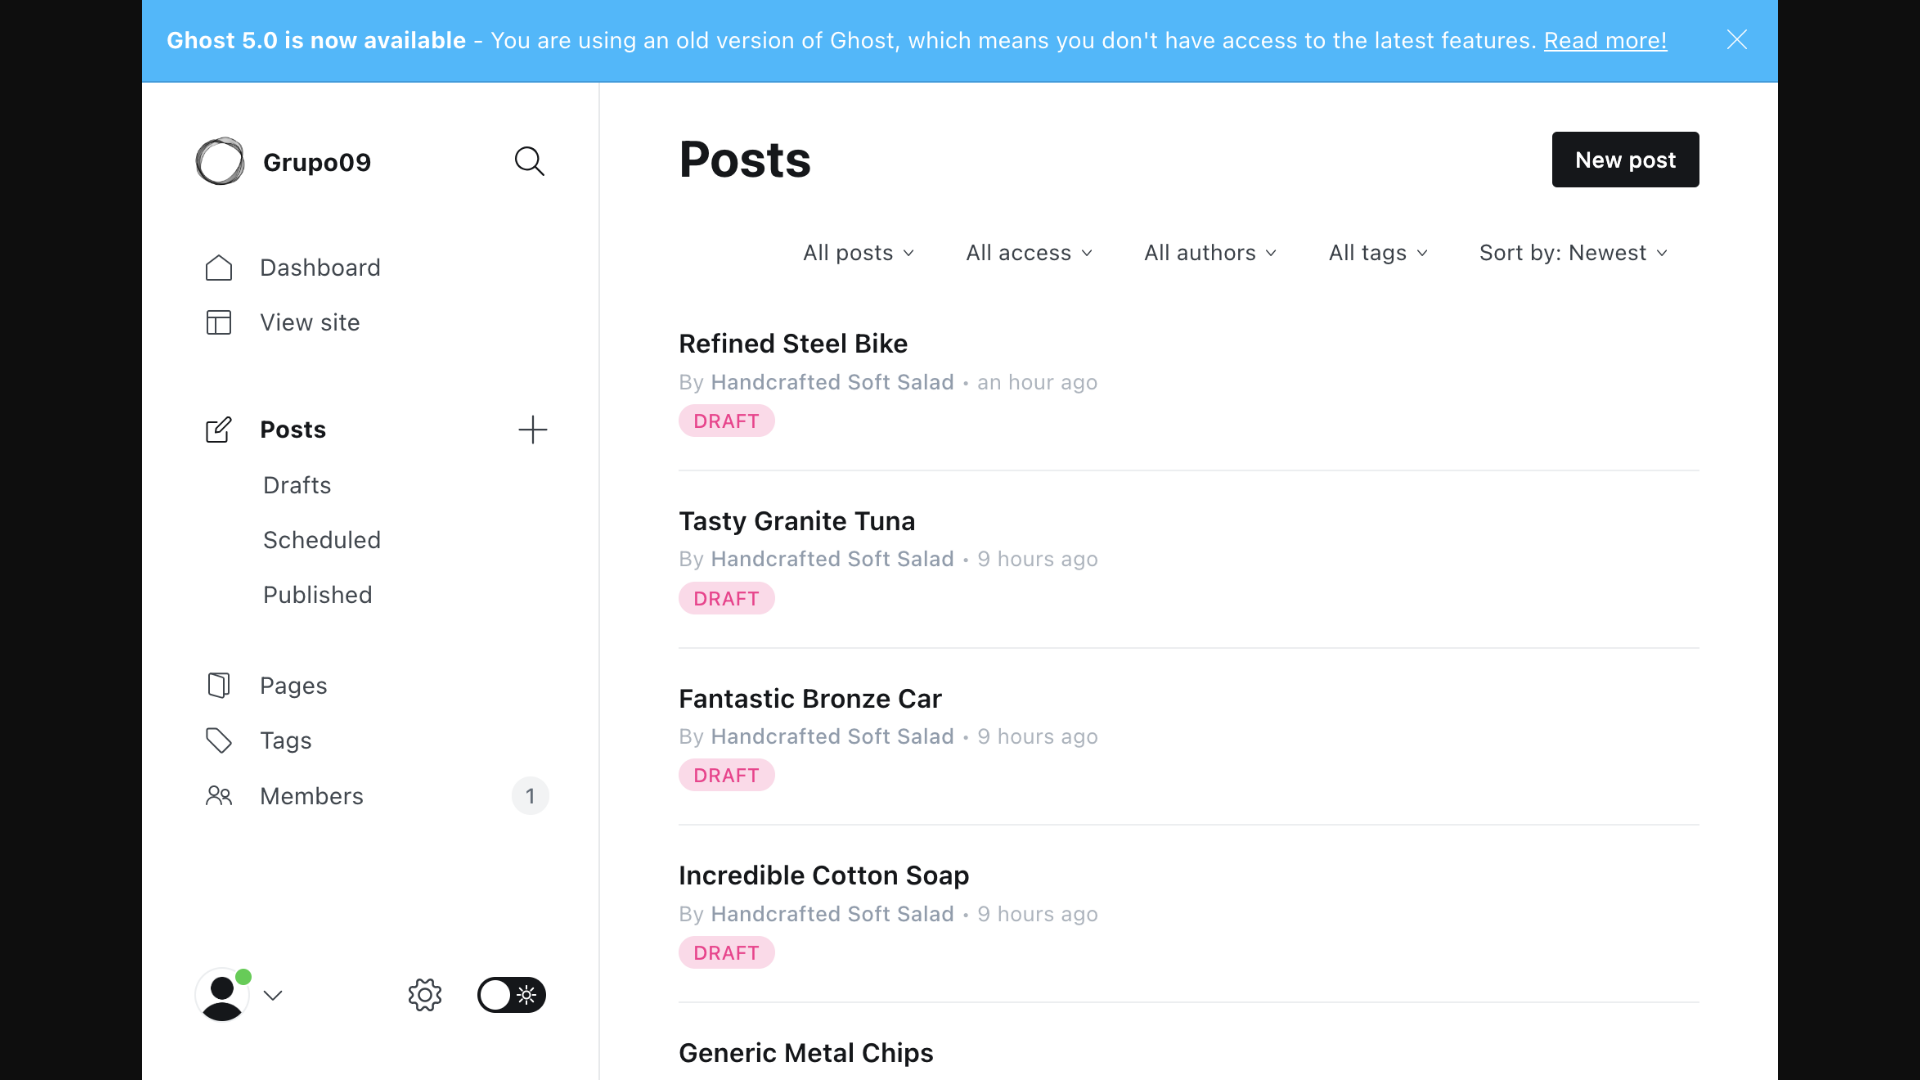 Ghost 5.0 is now available - You are using an old version of Ghost, which means you don't have access to the latest features. Read more!
Grupo09
Dashboard
View site
Posts
Drafts
Scheduled
Published
Pages
Tags
Members 1
Posts
New post
All posts All access All authors All tags Sort by: Newest
Refined Steel Bike
By Handcrafted Soft Salad • an hour ago
DRAFT
Tasty Granite Tuna
By Handcrafted Soft Salad • 9 hours ago
DRAFT
Fantastic Bronze Car
By Handcrafted Soft Salad • 9 hours ago
DRAFT
Incredible Cotton Soap
By Handcrafted Soft Salad • 9 hours ago
DRAFT
Generic Metal Chips